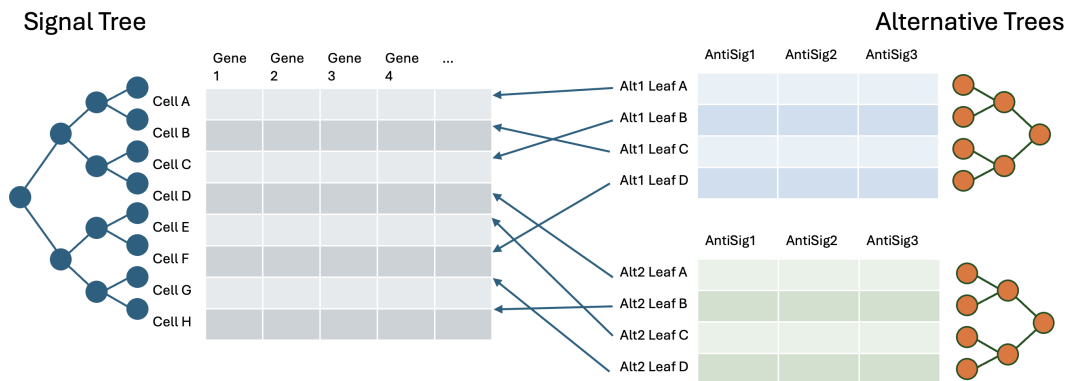 Signal Tree
Alternative Trees
Gene 1
Gene 2
Gene 3
Gene 4
...
Cell A
Cell B
Cell C
Cell D
Cell E
Cell F
Cell G
Cell H
AntiSig1 AntiSig2 AntiSig3
Alt1 Leaf A
Alt1 Leaf B
Alt1 Leaf C
Alt1 Leaf D
AntiSig1 AntiSig2 AntiSig3
Alt2 Leaf A
Alt2 Leaf B
Alt2 Leaf C
Alt2 Leaf D